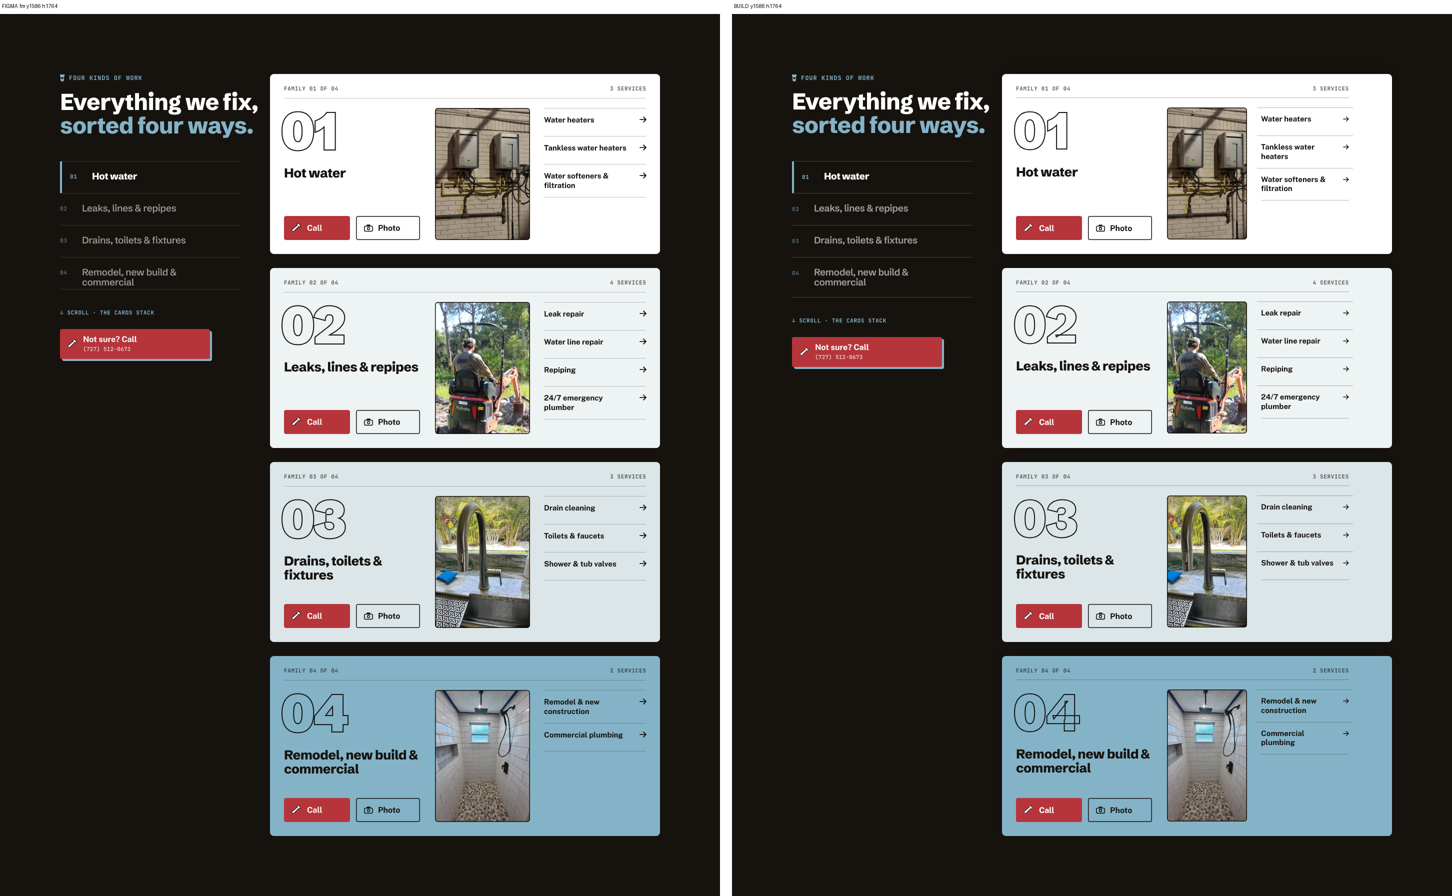 FIGMA fm y1586 h1764
FOUR KINDS OF WORK
Everything we fix,
sorted four ways.
01 Hot water
02 Leaks, lines & repipes
03 Drains, toilets & fixtures
04 Remodel, new build &
commercial
↓ SCROLL · THE CARDS STACK
Not sure? Call
(727) 512-0673
FAMILY 01 OF 04
3 SERVICES
01
Hot water
Call
Photo
Water heaters →
Tankless water heaters →
Water softeners & →
filtration
FAMILY 02 OF 04
4 SERVICES
02
Leaks, lines & repipes
Call
Photo
Leak repair →
Water line repair →
Repiping →
24/7 emergency →
plumber
FAMILY 03 OF 04
3 SERVICES
03
Drains, toilets &
fixtures
Call
Photo
Drain cleaning →
Toilets & faucets →
Shower & tub valves →
FAMILY 04 OF 04
2 SERVICES
04
Remodel, new build &
commercial
Call
Photo
Remodel & new →
construction
Commercial plumbing →
BUILD y1586 h1764
FOUR KINDS OF WORK
Everything we fix,
sorted four ways.
01 Hot water
02 Leaks, lines & repipes
03 Drains, toilets & fixtures
04 Remodel, new build &
commercial
↓ SCROLL · THE CARDS STACK
Not sure? Call
(727) 512-0673
FAMILY 01 OF 04
3 SERVICES
01
Hot water
Call
Photo
Water heaters →
Tankless water →
heaters
Water softeners & →
filtration
FAMILY 02 OF 04
4 SERVICES
02
Leaks, lines & repipes
Call
Photo
Leak repair →
Water line repair →
Repiping →
24/7 emergency →
plumber
FAMILY 03 OF 04
3 SERVICES
03
Drains, toilets &
fixtures
Call
Photo
Drain cleaning →
Toilets & faucets →
Shower & tub valves →
FAMILY 04 OF 04
2 SERVICES
04
Remodel, new build &
commercial
Call
Photo
Remodel & new →
construction
Commercial →
plumbing